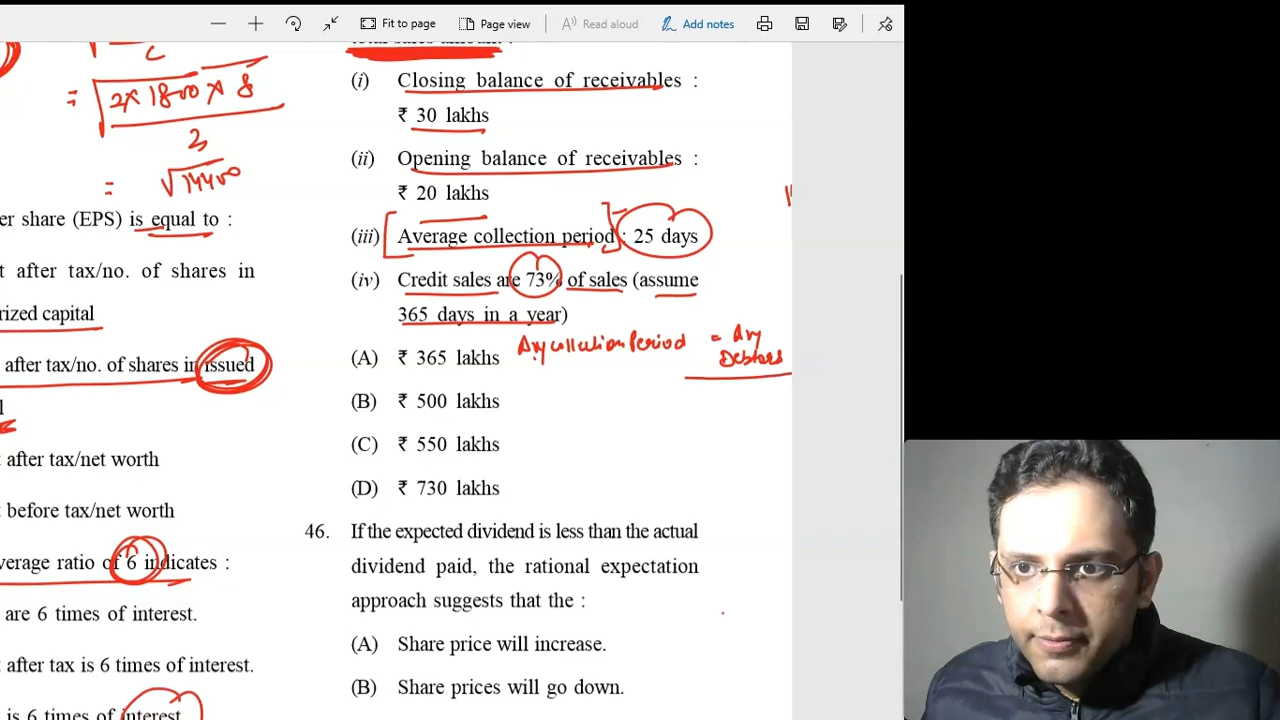 Fit to page
Page view
Read aloud
Add notes
c
= √2x 1800 x 8
3
= √14400
er share (EPS) is equal to :
t after tax/no. of shares in
rized capital
after tax/no. of shares in issued
l
t after tax/net worth
t before tax/net worth
verage ratio of 6 indicates :
are 6 times of interest.
t after tax is 6 times of interest.
is 6 times of interest
total sales amount :
(i) Closing balance of receivables :
₹ 30 lakhs
(ii) Opening balance of receivables :
₹ 20 lakhs
(iii) Average collection period : 25 days
(iv) Credit sales are 73% of sales (assume
365 days in a year)
Avg collection Period = Avg
Debtors
(A) ₹ 365 lakhs
(B) ₹ 500 lakhs
(C) ₹ 550 lakhs
(D) ₹ 730 lakhs
46. If the expected dividend is less than the actual
dividend paid, the rational expectation
approach suggests that the :
(A) Share price will increase.
(B) Share prices will go down.